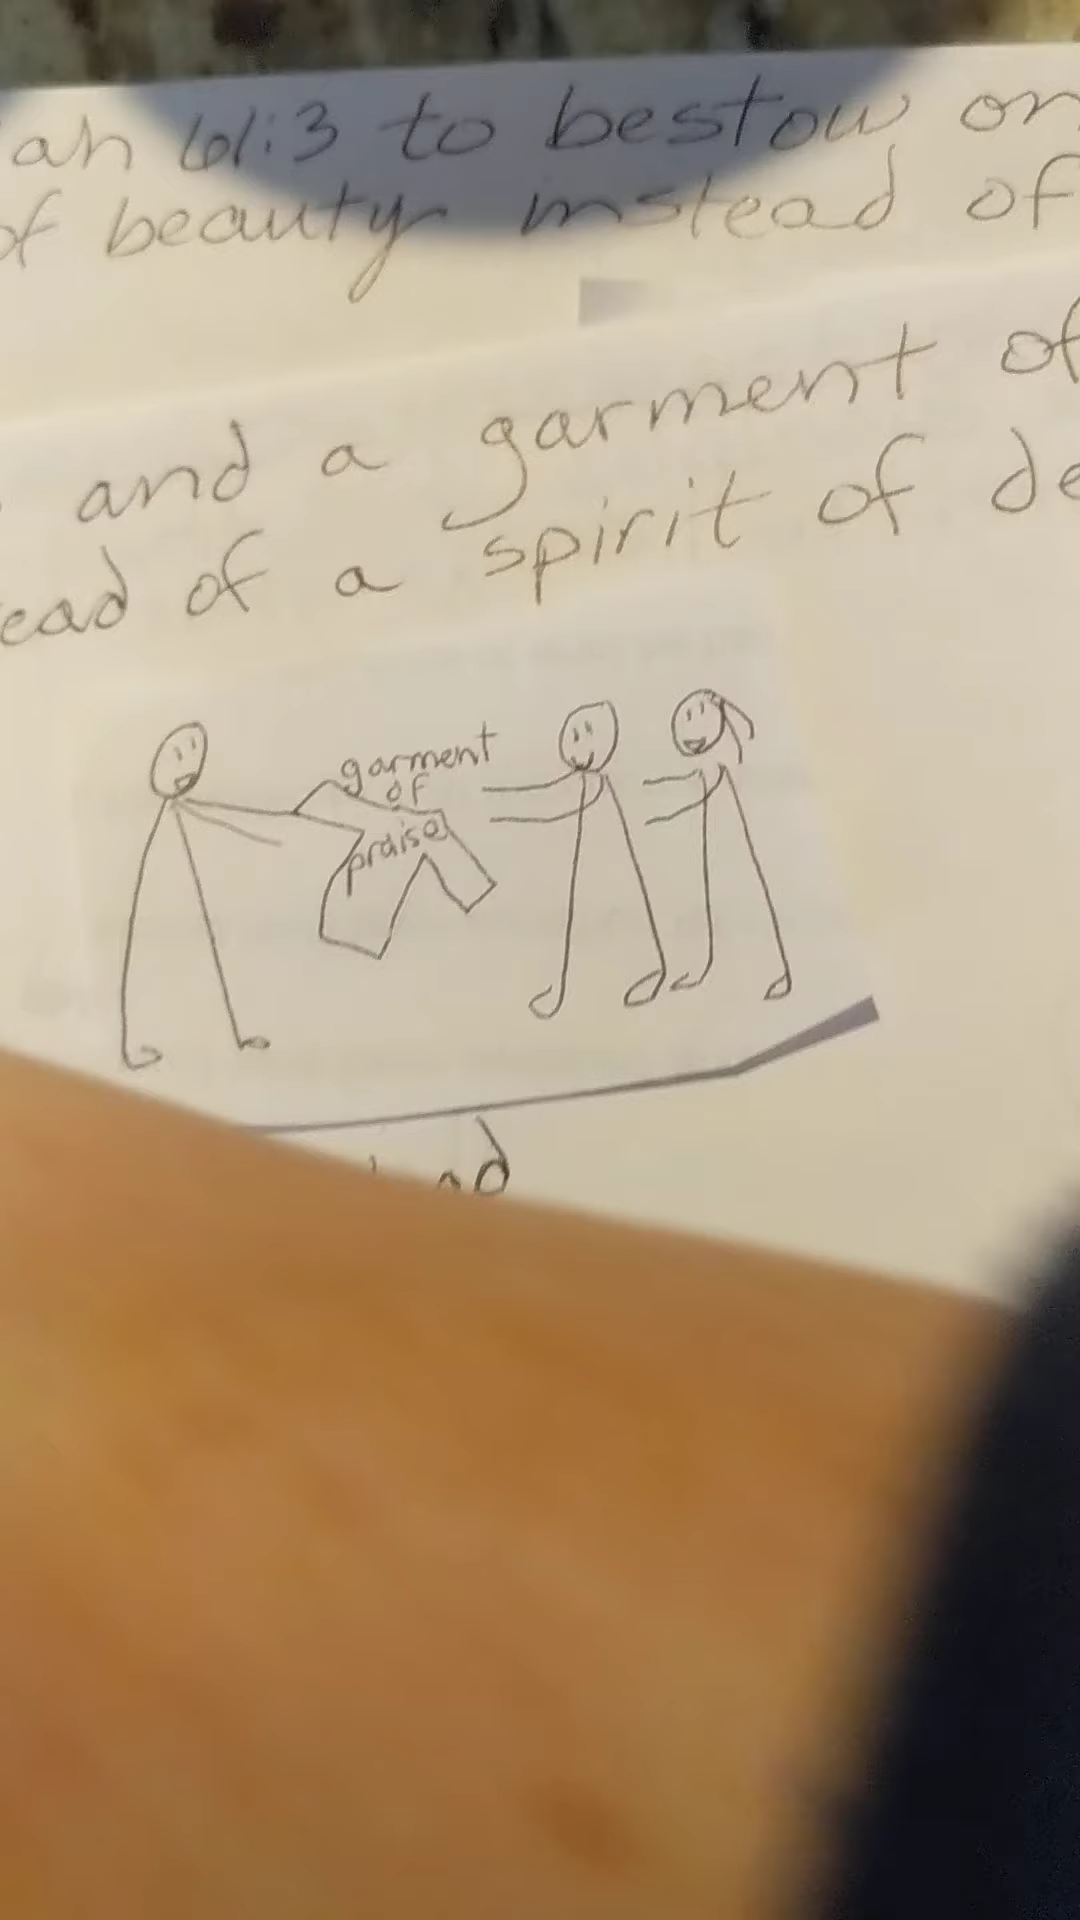 ah 61:3 to bestow on
of beauty instead of
and a garment of
ead of a spirit of de
garment
of
praise